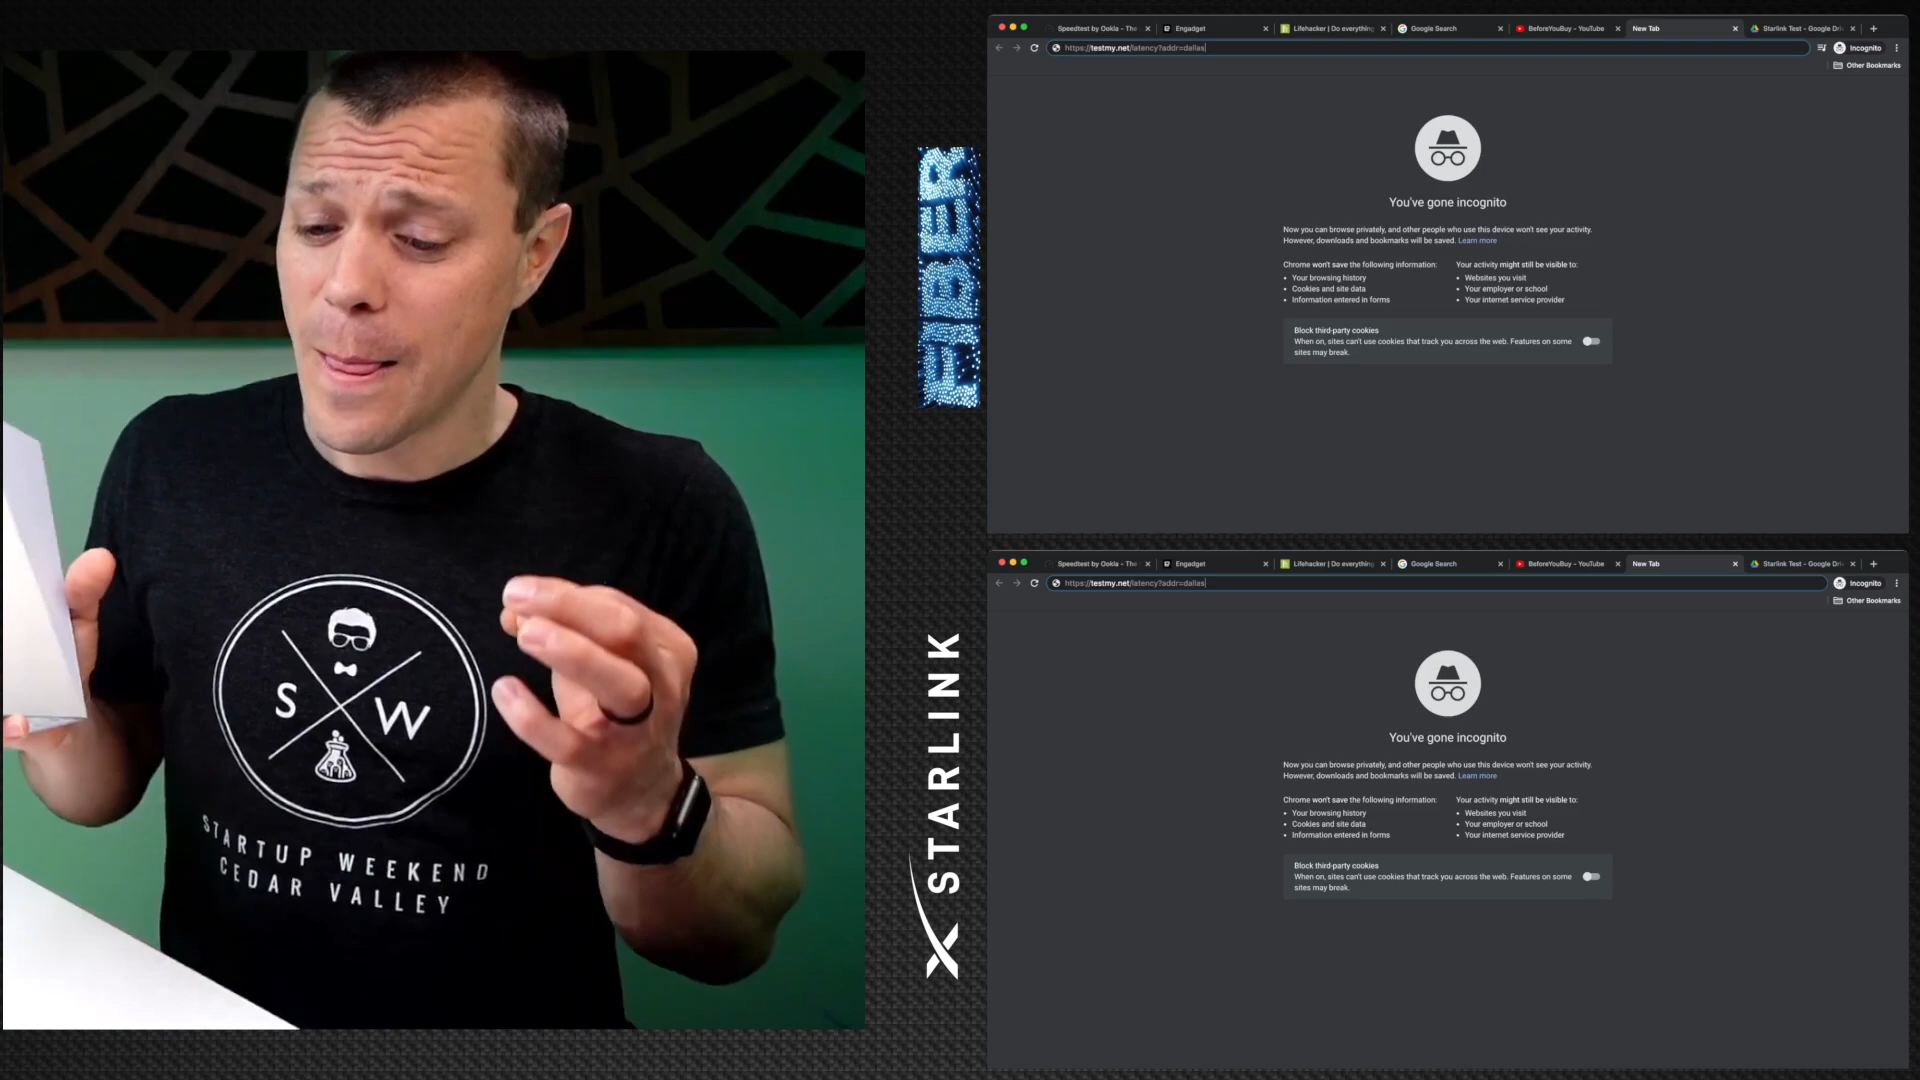 S W
STARTUP WEEKEND
CEDAR VALLEY
FIBER
STARLINK
Speedtest by Ookla - The
Engadget
Lifehacker | Do everything
Google Search
BeforeYouBuy - YouTube
New Tab
Starlink Test - Google Dri
https://testmy.net/latency?addr=dallas
Incognito
Other Bookmarks
You've gone incognito
Now you can browse privately, and other people who use this device won't see your activity.
However, downloads and bookmarks will be saved. Learn more
Chrome won't save the following information:
Your browsing history
Cookies and site data
Information entered in forms
Your activity might still be visible to:
Websites you visit
Your employer or school
Your internet service provider
Block third-party cookies
When on, sites can't use cookies that track you across the web. Features on some
sites may break.
Speedtest by Ookla - The
Engadget
Lifehacker | Do everything
Google Search
BeforeYouBuy - YouTube
New Tab
Starlink Test - Google Dri
https://testmy.net/latency?addr=dallas
Incognito
Other Bookmarks
You've gone incognito
Now you can browse privately, and other people who use this device won't see your activity.
However, downloads and bookmarks will be saved. Learn more
Chrome won't save the following information:
Your browsing history
Cookies and site data
Information entered in forms
Your activity might still be visible to:
Websites you visit
Your employer or school
Your internet service provider
Block third-party cookies
When on, sites can't use cookies that track you across the web. Features on some
sites may break.